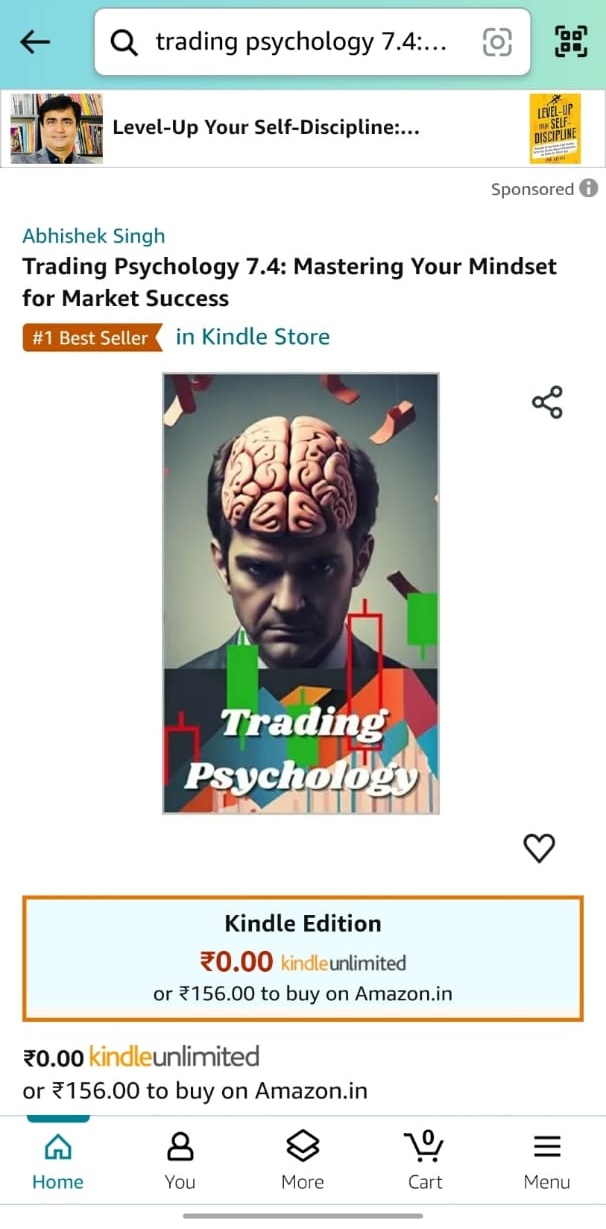 trading psychology 7.4:...
Level-Up Your Self-Discipline:...
LEVEL-UP
YOUR SELF-
DISCIPLINE
Sponsored
Abhishek Singh
Trading Psychology 7.4: Mastering Your Mindset
for Market Success
#1 Best Seller in Kindle Store
Trading
Psychology
Kindle Edition
₹0.00 kindleunlimited
or ₹156.00 to buy on Amazon.in
₹0.00 kindleunlimited
or ₹156.00 to buy on Amazon.in
0
Home You More Cart Menu